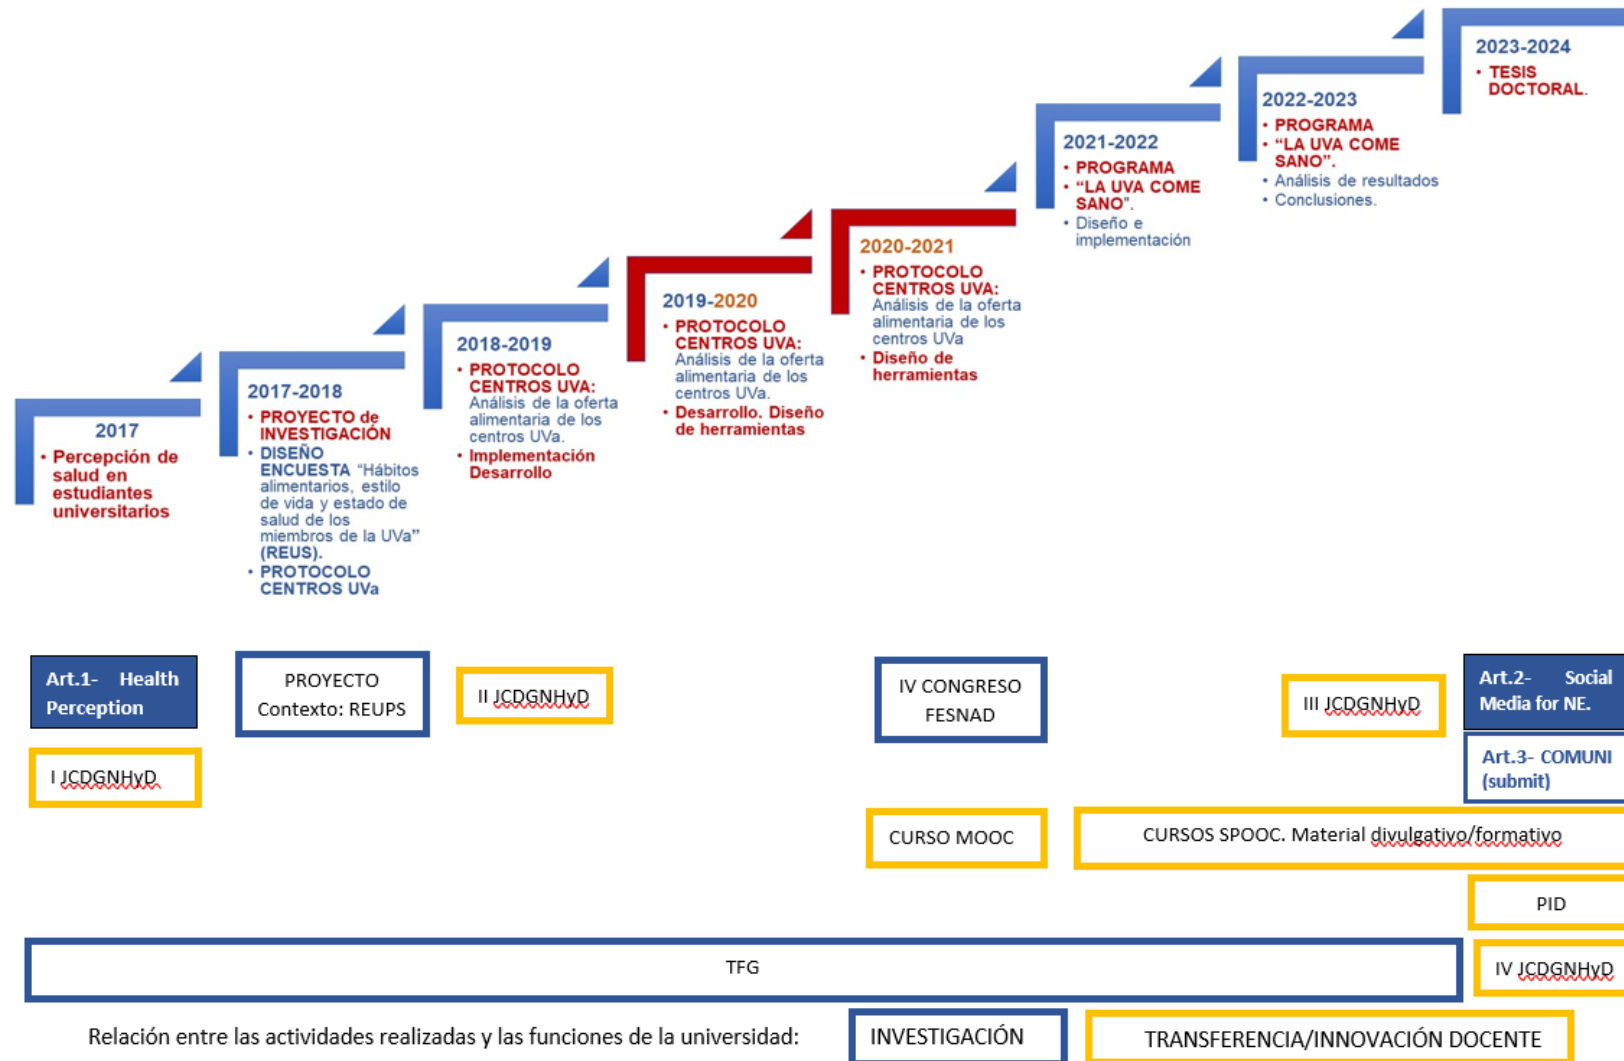 2017
• Percepción de
salud en
estudiantes
universitarios
2017-2018
• PROYECTO de
INVESTIGACIÓN
• DISEÑO
ENCUESTA “Hábitos
alimentarios, estilo
de vida y estado de
salud de los
miembros de la UVa”
(REUS).
• PROTOCOLO
CENTROS UVa
2018-2019
• PROTOCOLO
CENTROS UVA:
Análisis de la oferta
alimentaria de los
centros UVa.
• Implementación
Desarrollo
2019-2020
• PROTOCOLO
CENTROS UVA:
Análisis de la oferta
alimentaria de los
centros UVa.
• Desarrollo. Diseño
de herramientas
2020-2021
• PROTOCOLO
CENTROS UVA:
Análisis de la oferta
alimentaria de los
centros UVa
• Diseño de
herramientas
2021-2022
• PROGRAMA
• “LA UVA COME
SANO”.
• Diseño e
implementación
2022-2023
• PROGRAMA
• “LA UVA COME
SANO”.
• Análisis de resultados
• Conclusiones.
2023-2024
• TESIS
DOCTORAL.
Art.1- Health
Perception
PROYECTO
Contexto: REUPS
II JCDGNHyD
IV CONGRESO
FESNAD
III JCDGNHyD
Art.2- Social
Media for NE.
I JCDGNHyD
Art.3- COMUNI
(submit)
CURSO MOOC
CURSOS SPOOC. Material divulgativo/formativo
PID
TFG
IV JCDGNHyD
Relación entre las actividades realizadas y las funciones de la universidad:
INVESTIGACIÓN
TRANSFERENCIA/INNOVACIÓN DOCENTE